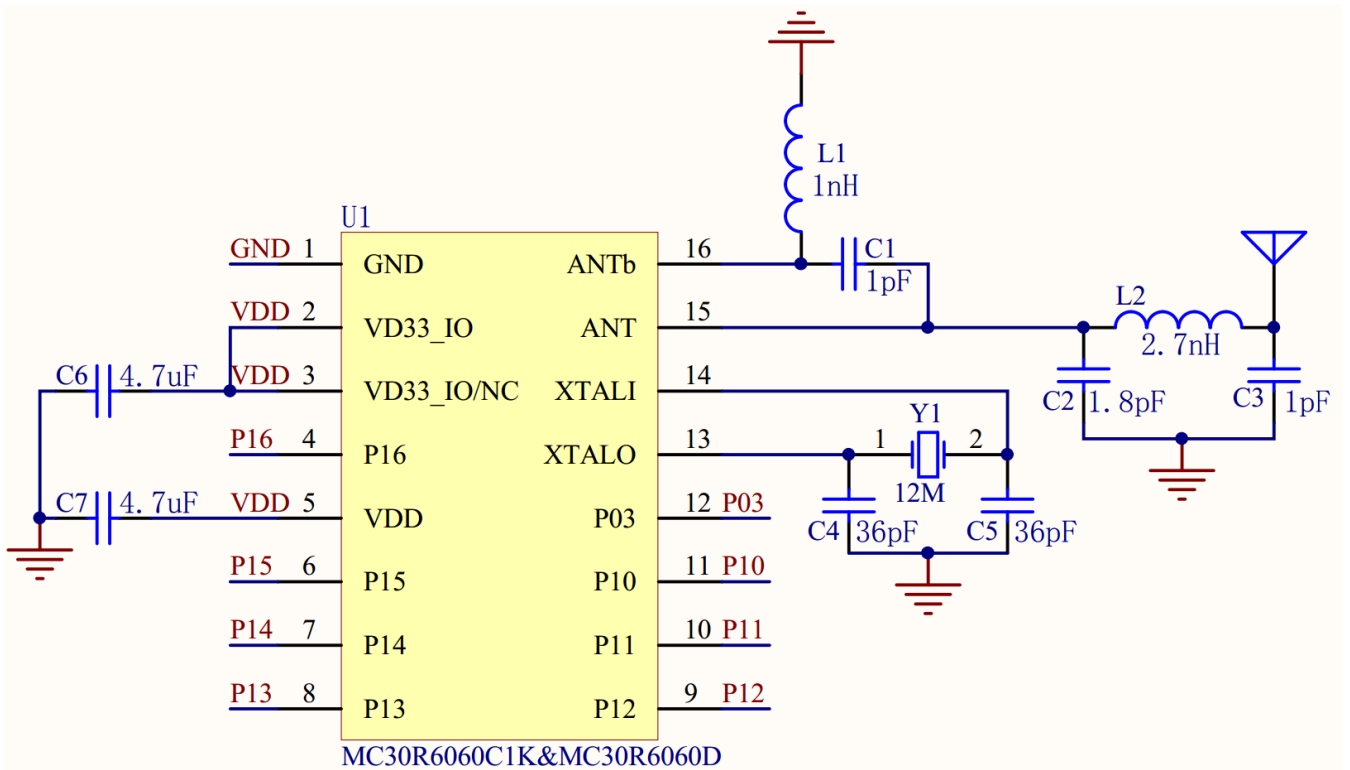 L1
1nH
U1
GND 1 GND ANTb 16 C1
1pF
VDD 2 VD33_IO ANT 15 L2
2.7nH
C6 4.7uF VDD 3 VD33_IO/NC XTALI 14 C2 1.8pF C3 1pF
P16 4 P16 XTALO 13 1 Y1 2
12M
C7 4.7uF VDD 5 VDD P03 12 P03 C4 36pF C5 36pF
P15 6 P15 P10 11 P10
P14 7 P14 P11 10 P11
P13 8 P13 P12 9 P12
MC30R6060C1K&MC30R6060D